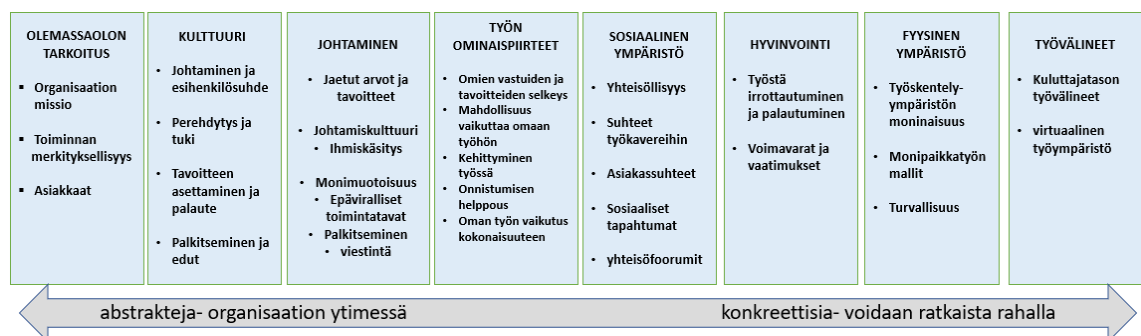 OLEMASSAOLON
TARKOITUS
▪ Organisaation
missio
▪ Toiminnan
merkityksellisyys
▪ Asiakkaat
KULTTUURI
• Johtaminen ja
esihenkilösuhde
• Perehdytys ja
tuki
• Tavoitteen
asettaminen ja
palaute
• Palkitseminen ja
edut
JOHTAMINEN
• Jaetut arvot ja
tavoitteet
• Johtamiskulttuuri
• Ihmiskäsitys
• Monimuotoisuus
• Epäviralliset
toimintatavat
• Palkitseminen
• viestintä
TYÖN
OMINAISPIIRTEET
• Omien vastuiden ja
tavoitteiden selkeys
• Mahdollisuus
vaikuttaa omaan
työhön
• Kehittyminen
työssä
• Onnistumisen
helppous
• Oman työn vaikutus
kokonaisuuteen
SOSIAALINEN
YMPÄRISTÖ
• Yhteisöllisyys
• Suhteet
työkavereihin
• Asiakassuhteet
• Sosiaaliset
tapahtumat
• yhteisöfoorumit
HYVINVOINTI
• Työstä
irrottautuminen
ja palautuminen
• Voimavarat ja
vaatimukset
FYYSINEN
YMPÄRISTÖ
• Työskentely-
ympäristön
moninaisuus
• Monipaikkatyön
mallit
• Turvallisuus
TYÖVÄLINEET
• Kuluttajatason
työvälineet
• virtuaalinen
työympäristö
abstrakteja- organisaation ytimessä
konkreettisia- voidaan ratkaista rahalla